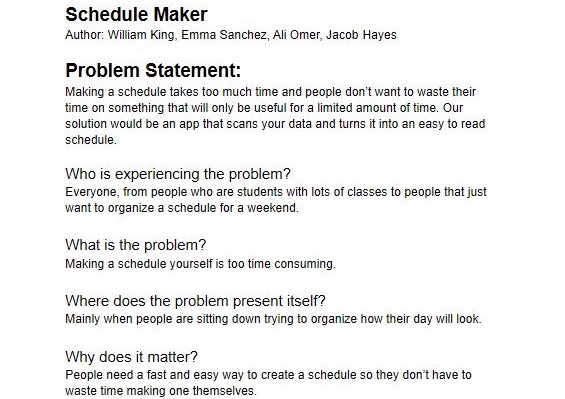 Schedule Maker
Author: William King, Emma Sanchez, Ali Omer, Jacob Hayes
Problem Statement:
Making a schedule takes too much time and people don’t want to waste their
time on something that will only be useful for a limited amount of time. Our
solution would be an app that scans your data and turns it into an easy to read
schedule.
Who is experiencing the problem?
Everyone, from people who are students with lots of classes to people that just
want to organize a schedule for a weekend.
What is the problem?
Making a schedule yourself is too time consuming.
Where does the problem present itself?
Mainly when people are sitting down trying to organize how their day will look.
Why does it matter?
People need a fast and easy way to create a schedule so they don’t have to
waste time making one themselves.